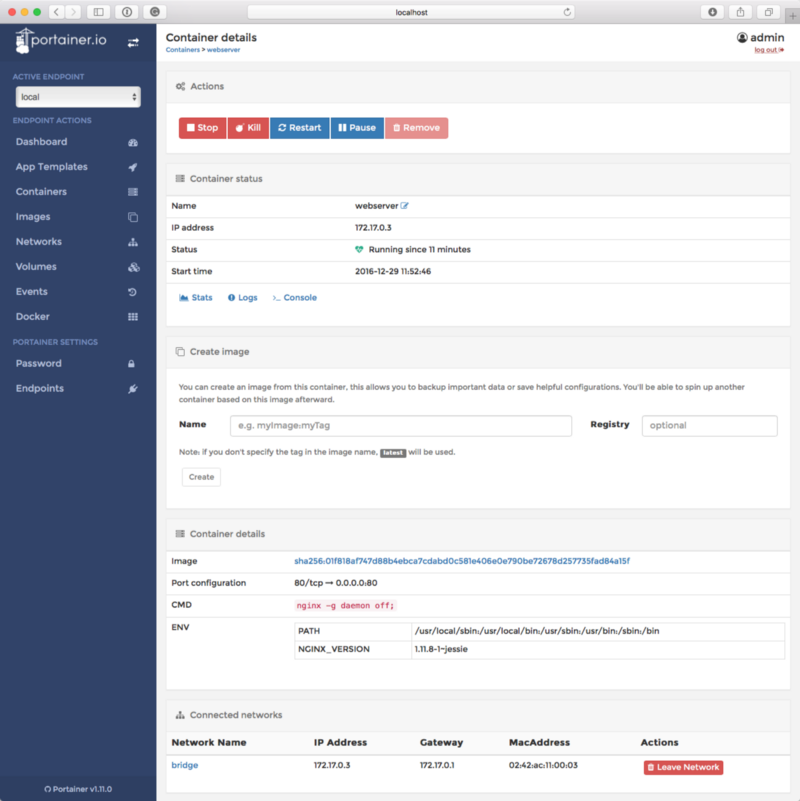 localhost
portainer.io
Container details
admin
Containers > webserver
log out
ACTIVE ENDPOINT
local
ENDPOINT ACTIONS
Dashboard
App Templates
Containers
Images
Networks
Volumes
Events
Docker
PORTAINER SETTINGS
Password
Endpoints
Portainer v1.11.0
Actions
Stop Kill Restart Pause Remove
Container status
Name webserver
IP address 172.17.0.3
Status Running since 11 minutes
Start time 2016-12-29 11:52:46
Stats Logs >_ Console
Create image
You can create an image from this container, this allows you to backup important data or save helpful configurations. You'll be able to spin up another
container based on this image afterward.
Name e.g. myImage:myTag Registry optional
Note: if you don't specify the tag in the image name, latest will be used.
Create
Container details
Image sha256:01f818af747d88b4ebca7cdabd0c581e406e0e790be72678d257735fad84a15f
Port configuration 80/tcp → 0.0.0.0:80
CMD nginx -g daemon off;
ENV
PATH /usr/local/sbin:/usr/local/bin:/usr/sbin:/usr/bin:/sbin:/bin
NGINX_VERSION 1.11.8-1~jessie
Connected networks
Network Name IP Address Gateway MacAddress Actions
bridge 172.17.0.3 172.17.0.1 02:42:ac:11:00:03 Leave Network